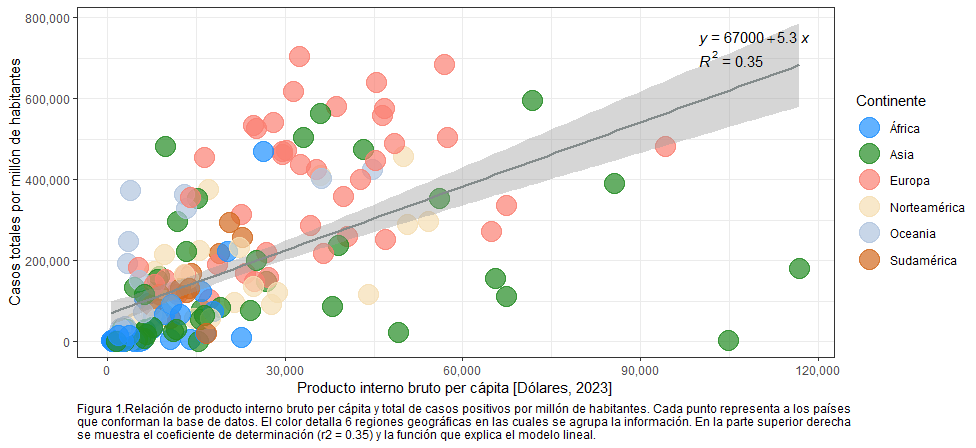 800,000
600,000
400,000
200,000
0
Casos totales por millón de habitantes
y = 67000 + 5.3 x
R² = 0.35
0
30,000
60,000
90,000
120,000
Producto interno bruto per cápita [Dólares, 2023]
Continente
África
Asia
Europa
Norteamérica
Oceania
Sudamérica
Figura 1.Relación de producto interno bruto per cápita y total de casos positivos por millón de habitantes. Cada punto representa a los países
que conforman la base de datos. El color detalla 6 regiones geográficas en las cuales se agrupa la información. En la parte superior derecha
se muestra el coeficiente de determinación (r2 = 0.35) y la función que explica el modelo lineal.